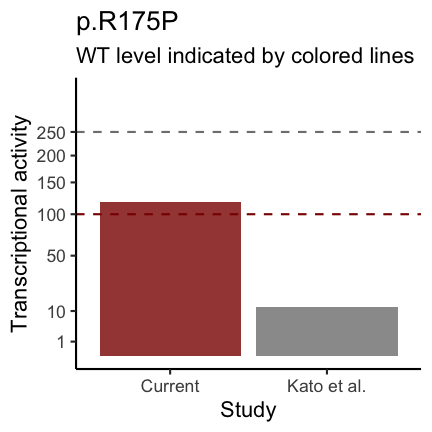 p.R175P
WT level indicated by colored lines
Transcriptional activity
250
200
150
100
50
10
1
Current
Kato et al.
Study